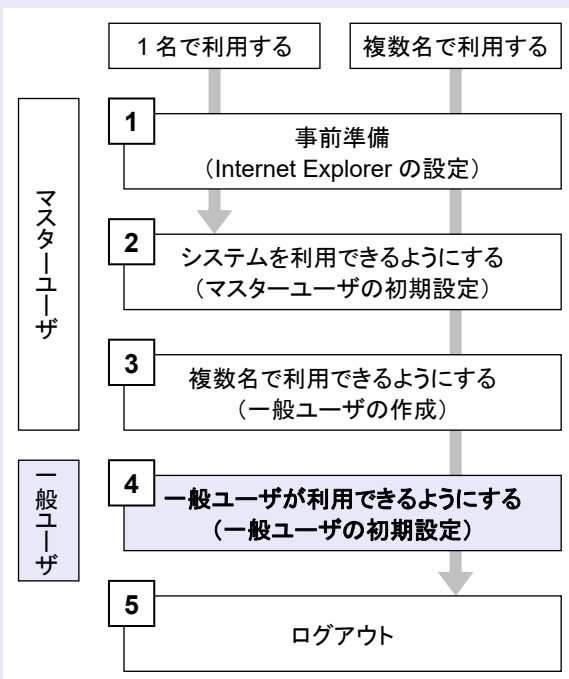 1名で利用する
複数名で利用する
マスターユーザ
1
事前準備
（Internet Explorer の設定）
2
システムを利用できるようにする
（マスターユーザの初期設定）
3
複数名で利用できるようにする
（一般ユーザの作成）
一般ユーザ
4
一般ユーザが利用できるようにする
（一般ユーザの初期設定）
5
ログアウト